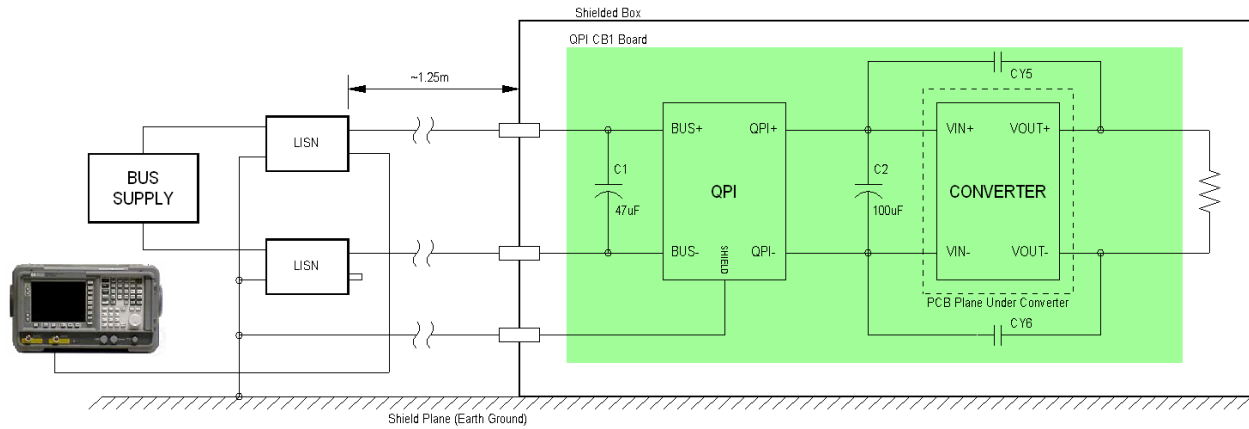 Shielded Box
QPI CB1 Board
~1.25m
CY5
LISN
BUS+
QPI+
VIN+
VOUT+
BUS
SUPPLY
C1
47uF
QPI
C2
100uF
CONVERTER
LISN
BUS-
SHIELD
QPI-
VIN-
VOUT-
PCB Plane Under Converter
CY6
Shield Plane (Earth Ground)